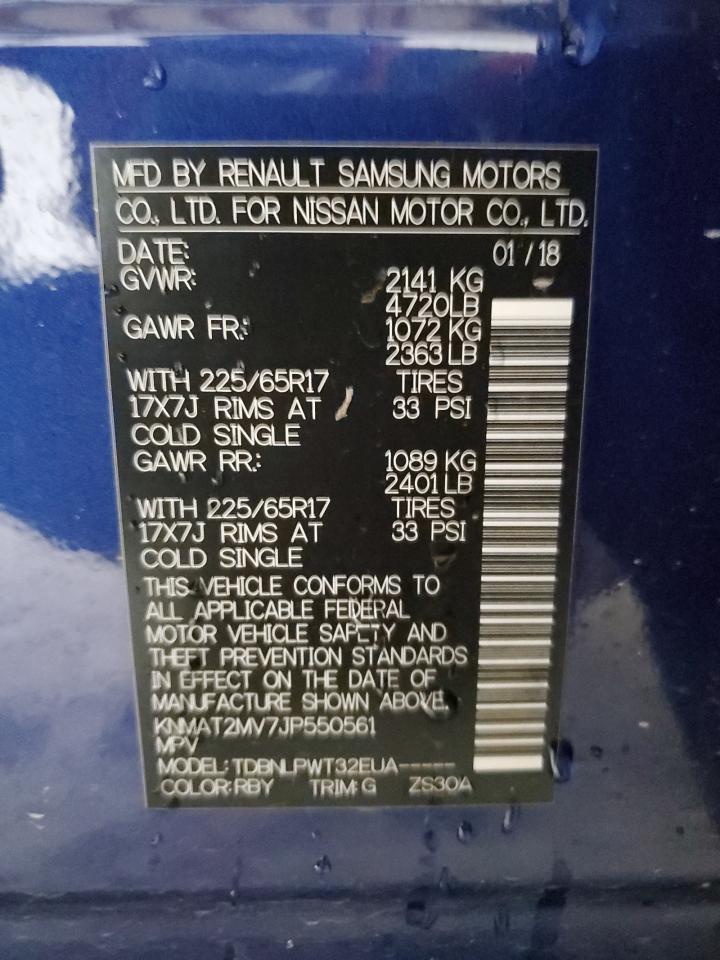 MFD BY RENAULT SAMSUNG MOTORS
CO., LTD. FOR NISSAN MOTOR CO., LTD.
DATE: 01 / 18
GVWR: 2141 KG
4720LB
GAWR FR: 1072 KG
2363 LB
WITH 225/65R17 TIRES
17X7J RIMS AT 33 PSI
COLD SINGLE
GAWR RR: 1089 KG
2401 LB
WITH 225/65R17 TIRES
17X7J RIMS AT 33 PSI
COLD SINGLE
THIS VEHICLE CONFORMS TO
ALL APPLICABLE FEDERAL
MOTOR VEHICLE SAFETY AND
THEFT PREVENTION STANDARDS
IN EFFECT ON THE DATE OF
MANUFACTURE SHOWN ABOVE.
KNMAT2MV7JP550561
MPV
MODEL: TDBNLPWT32EUA-----
COLOR: RBY TRIM: G ZS30A